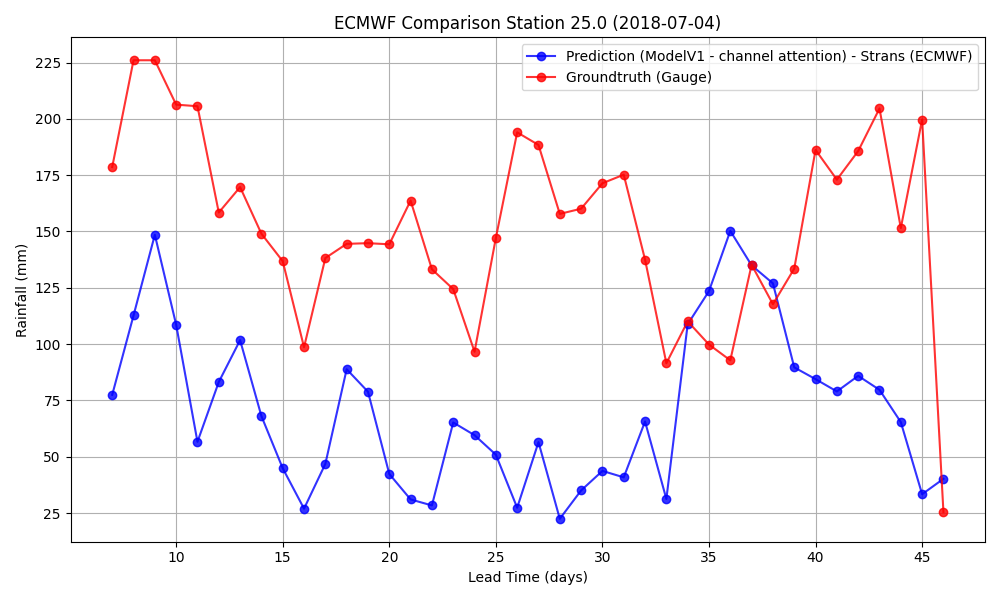 ECMWF Comparison Station 25.0 (2018-07-04)
Prediction (ModelV1 - channel attention) - Strans (ECMWF)
Groundtruth (Gauge)
225
200
175
150
125
100
75
50
25
Rainfall (mm)
10 15 20 25 30 35 40 45
Lead Time (days)